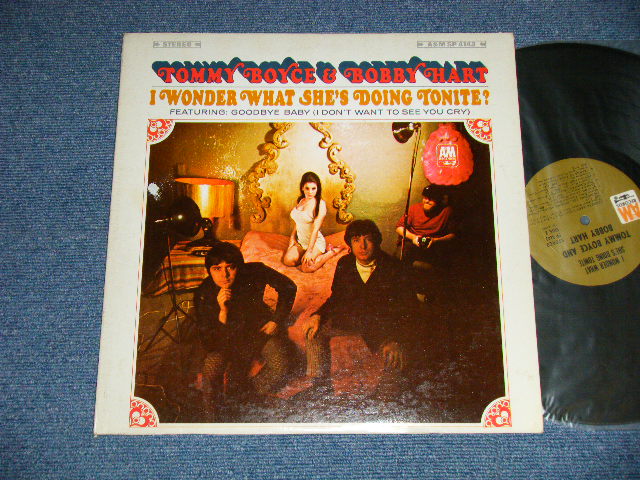 STEREO
A&M SP 4143
TOMMY BOYCE & BOBBY HART
I WONDER WHAT SHE'S DOING TONITE?
FEATURING: GOODBYE BABY (I DON'T WANT TO SEE YOU CRY)
A&M
I WONDER WHAT
SHE'S DOING TONITE
TOMMY BOYCE AND
BOBBY HART